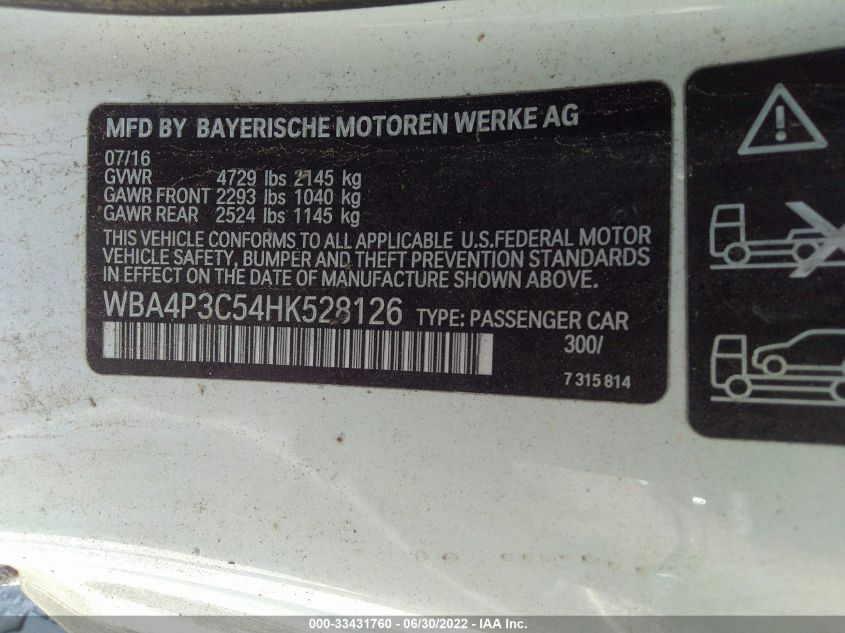 MFD BY BAYERISCHE MOTOREN WERKE AG
07/16
GVWR 4729 lbs 2145 kg
GAWR FRONT 2293 lbs 1040 kg
GAWR REAR 2524 lbs 1145 kg
THIS VEHICLE CONFORMS TO ALL APPLICABLE U.S.FEDERAL MOTOR
VEHICLE SAFETY, BUMPER AND THEFT PREVENTION STANDARDS
IN EFFECT ON THE DATE OF MANUFACTURE SHOWN ABOVE.
WBA4P3C54HK528126 TYPE: PASSENGER CAR
300/
7 315 814
000-33431760 - 06/30/2022 - IAA Inc.